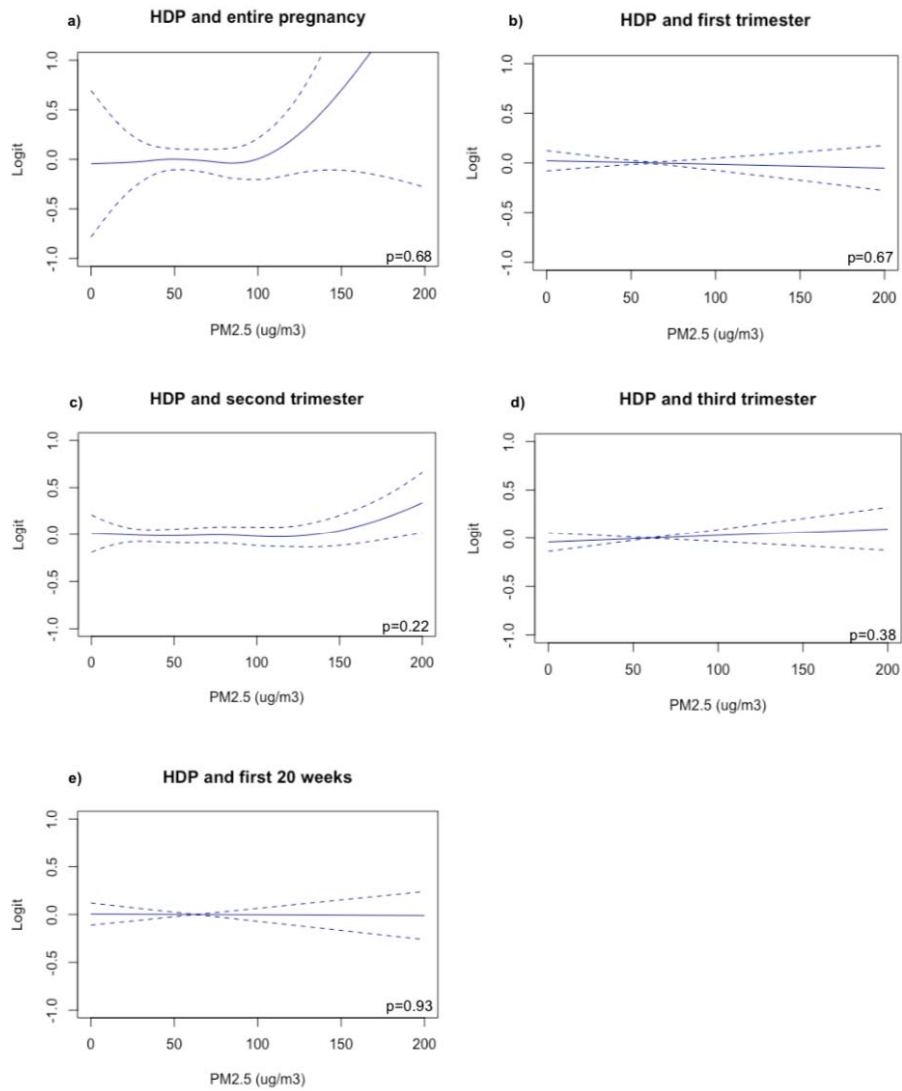 a) HDP and entire pregnancy
1.0
0.5
0.0
-0.5
-1.0
Logit
p=0.68
0 50 100 150 200
PM2.5 (ug/m3)
b) HDP and first trimester
1.0
0.5
0.0
-0.5
-1.0
Logit
p=0.67
0 50 100 150 200
PM2.5 (ug/m3)
c) HDP and second trimester
1.0
0.5
0.0
-0.5
-1.0
Logit
p=0.22
0 50 100 150 200
PM2.5 (ug/m3)
d) HDP and third trimester
1.0
0.5
0.0
-0.5
-1.0
Logit
p=0.38
0 50 100 150 200
PM2.5 (ug/m3)
e) HDP and first 20 weeks
1.0
0.5
0.0
-0.5
-1.0
Logit
p=0.93
0 50 100 150 200
PM2.5 (ug/m3)